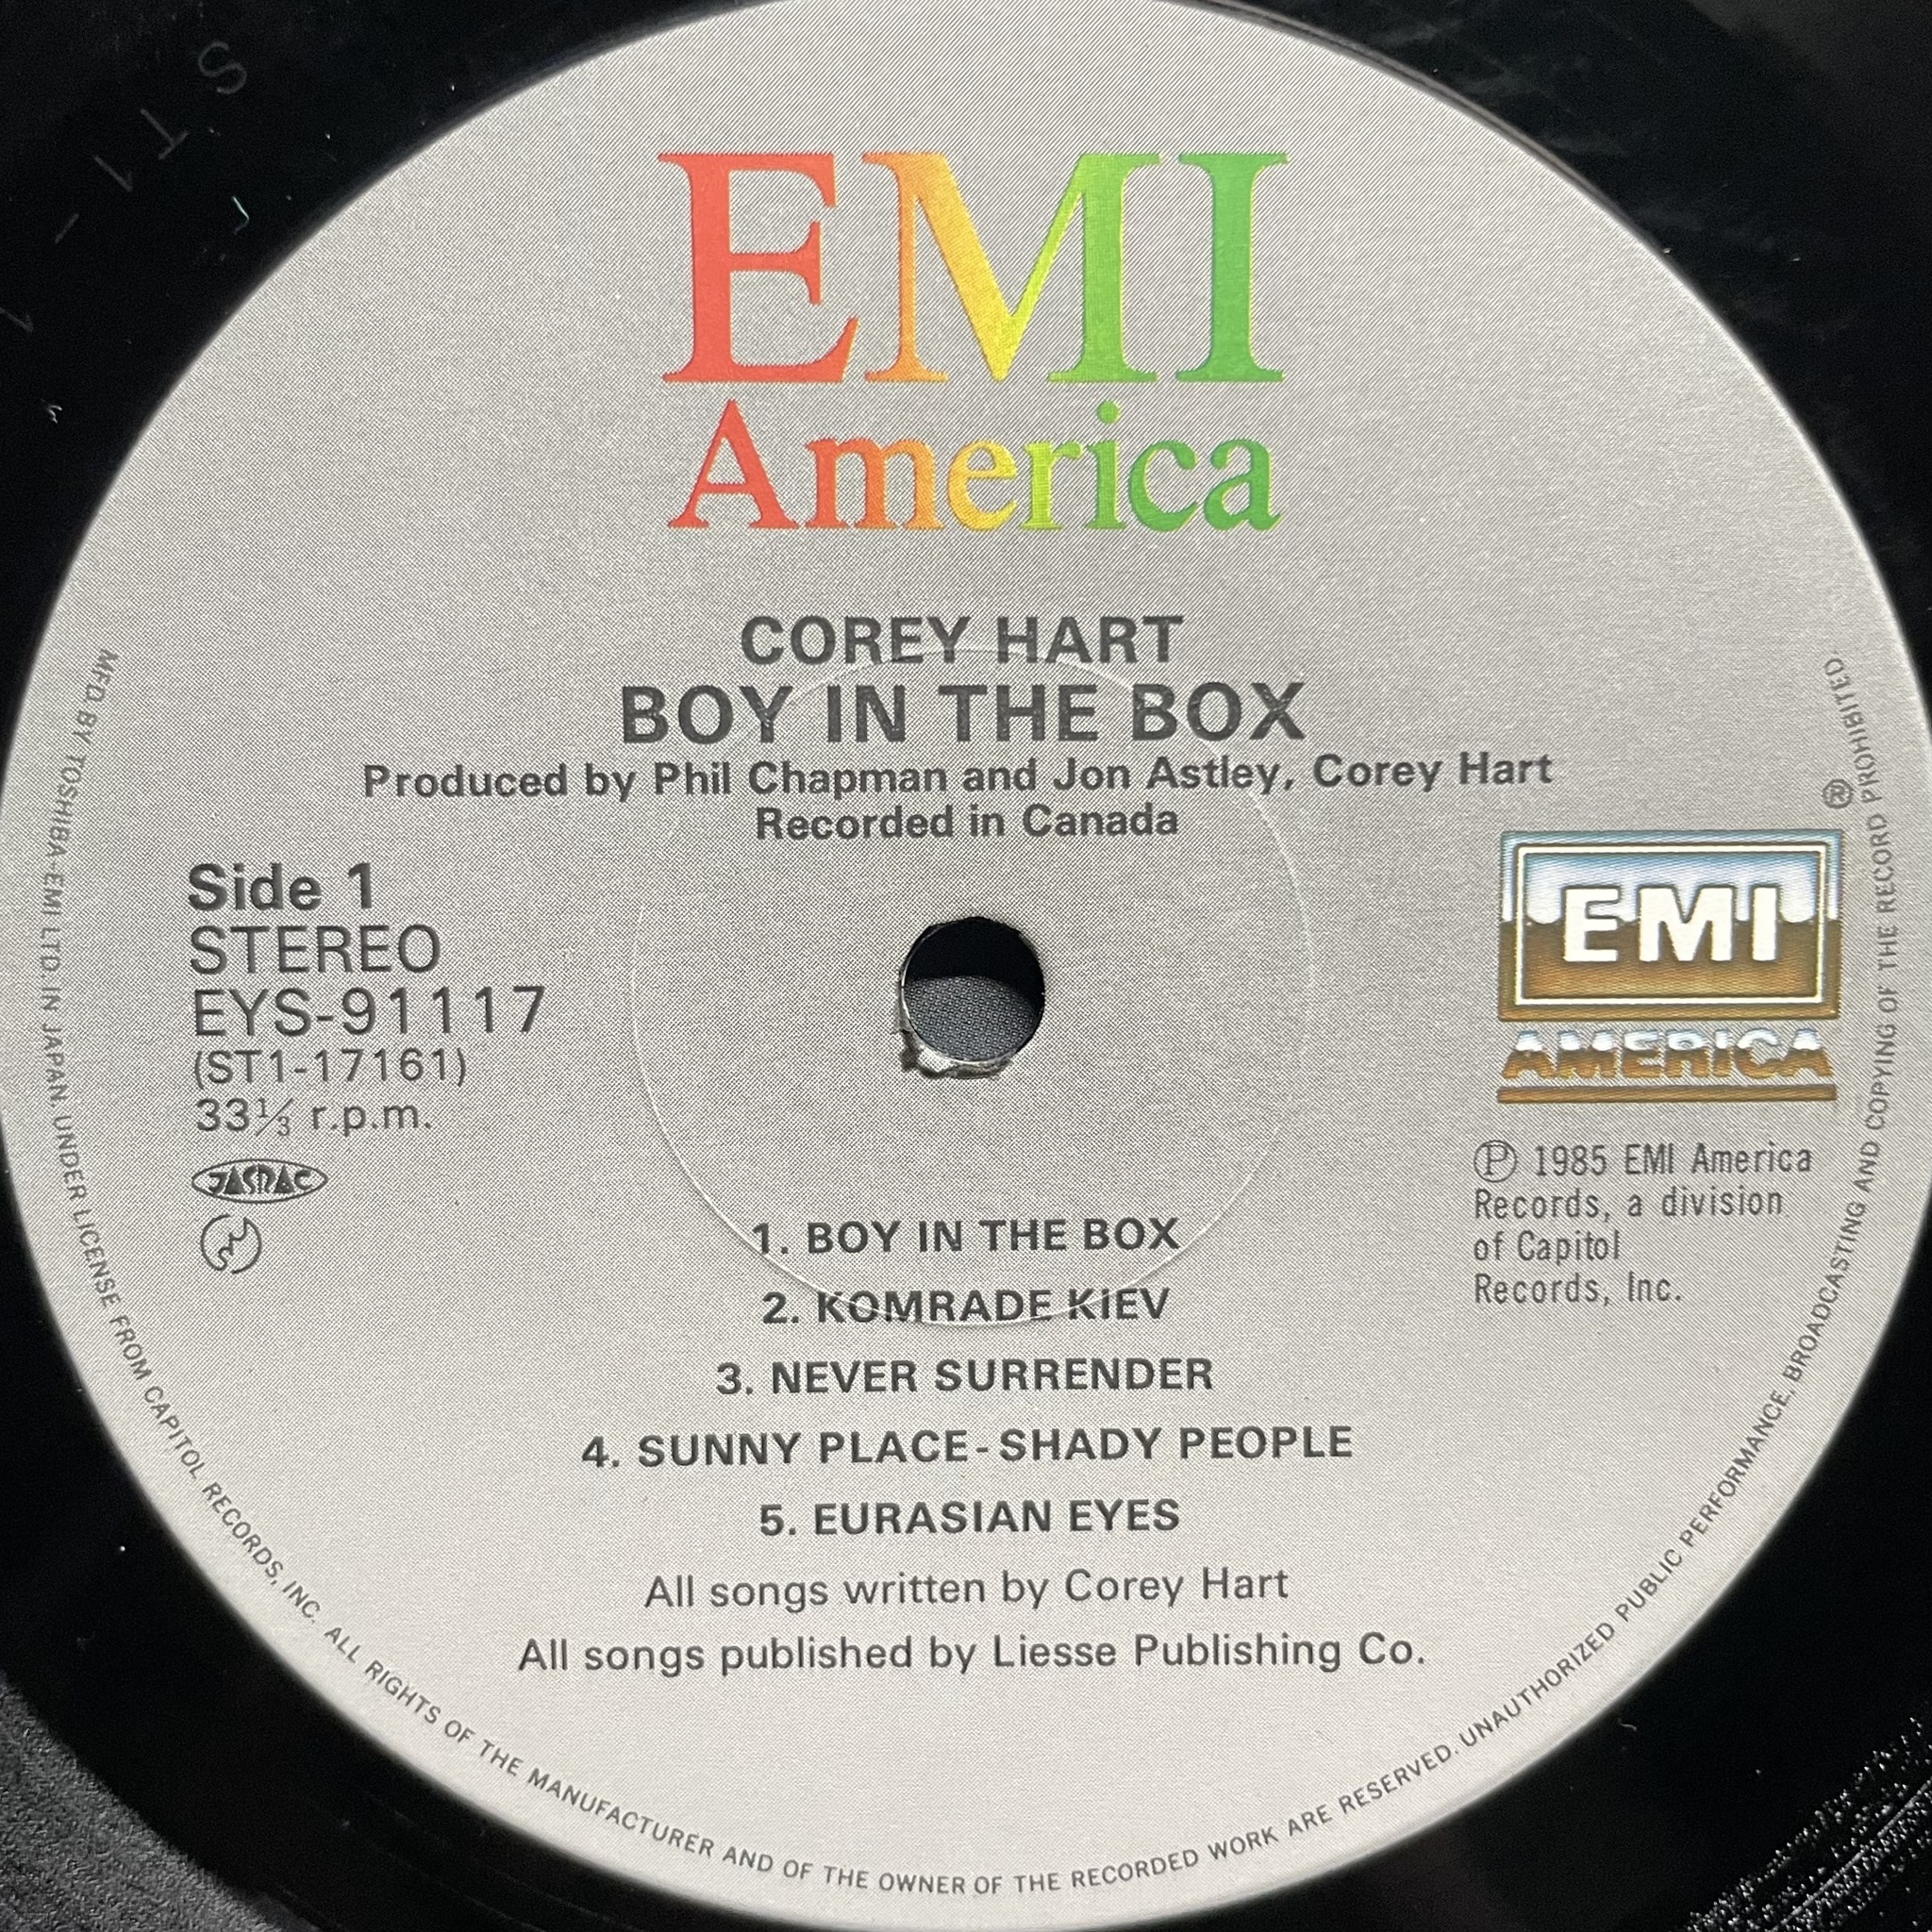 EMI
America
COREY HART
BOY IN THE BOX
Produced by Phil Chapman and Jon Astley, Corey Hart
Recorded in Canada
Side 1
STEREO
EYS-91117
(ST1-17161)
33⅓ r.p.m.
JASRAC
®
EMI
AMERICA
℗ 1985 EMI America
Records, a division
of Capitol
Records, Inc.
1. BOY IN THE BOX
2. KOMRADE KIEV
3. NEVER SURRENDER
4. SUNNY PLACE-SHADY PEOPLE
5. EURASIAN EYES
All songs written by Corey Hart
All songs published by Liesse Publishing Co.
MFD. BY TOSHIBA-EMI LTD. IN JAPAN. UNDER LICENSE FROM CAPITOL RECORDS, INC. ALL RIGHTS OF THE MANUFACTURER AND OF THE OWNER OF THE RECORDED WORK ARE RESERVED. UNAUTHORIZED PUBLIC PERFORMANCE, BROADCASTING AND COPYING OF THE RECORD PROHIBITED.